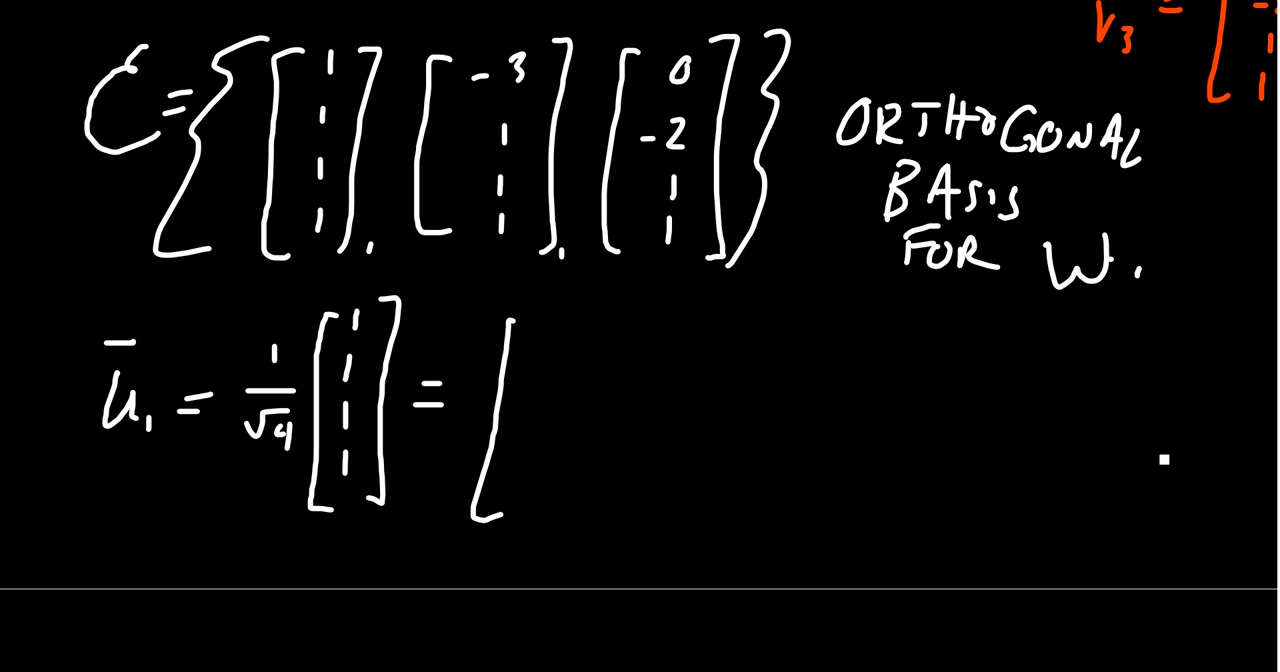 C = { [1 1 1 1], [-3 1 1 1], [0 -2 1 1] } ORTHOGONAL
BASIS
FOR W.
ū₁ = 1/√4 [1 1 1 1] = [
v₃ = [